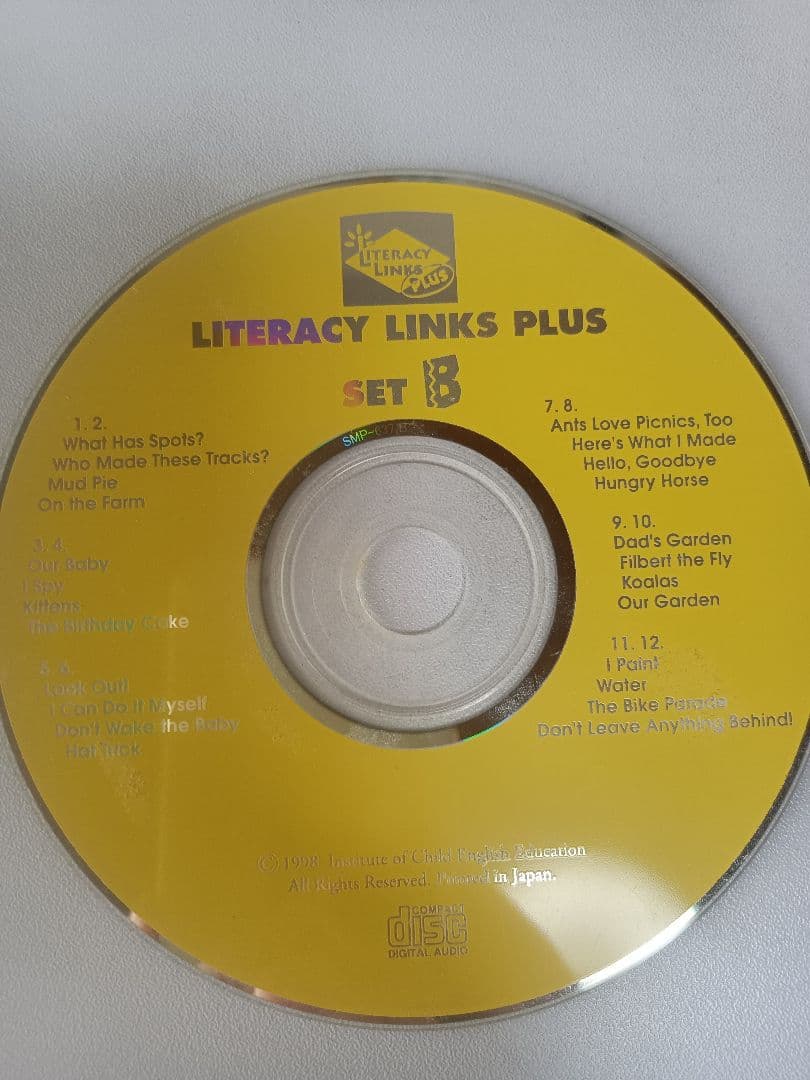 LITERACY
LINKS
PLUS
LITERACY LINKS PLUS
SET B
1. 2.
What Has Spots?
Who Made These Tracks?
Mud Pie
On the Farm
3. 4.
Our Baby
I Spy
Kittens
The Birthday Cake
5. 6.
Look Out!
I Can Do It Myself
Don't Wake the Baby
7. 8.
Ants Love Picnics, Too
Here's What I Made
Hello, Goodbye
Hungry Horse
9. 10.
Dad's Garden
Filbert the Fly
Koalas
Our Garden
11. 12.
I Paint
Water
The Bike Parade
Don't Leave Anything Behind!
SMP-
© 1998 Institute of Child English Education
All Rights Reserved. Printed in Japan.
COMPACT
disc
DIGITAL AUDIO